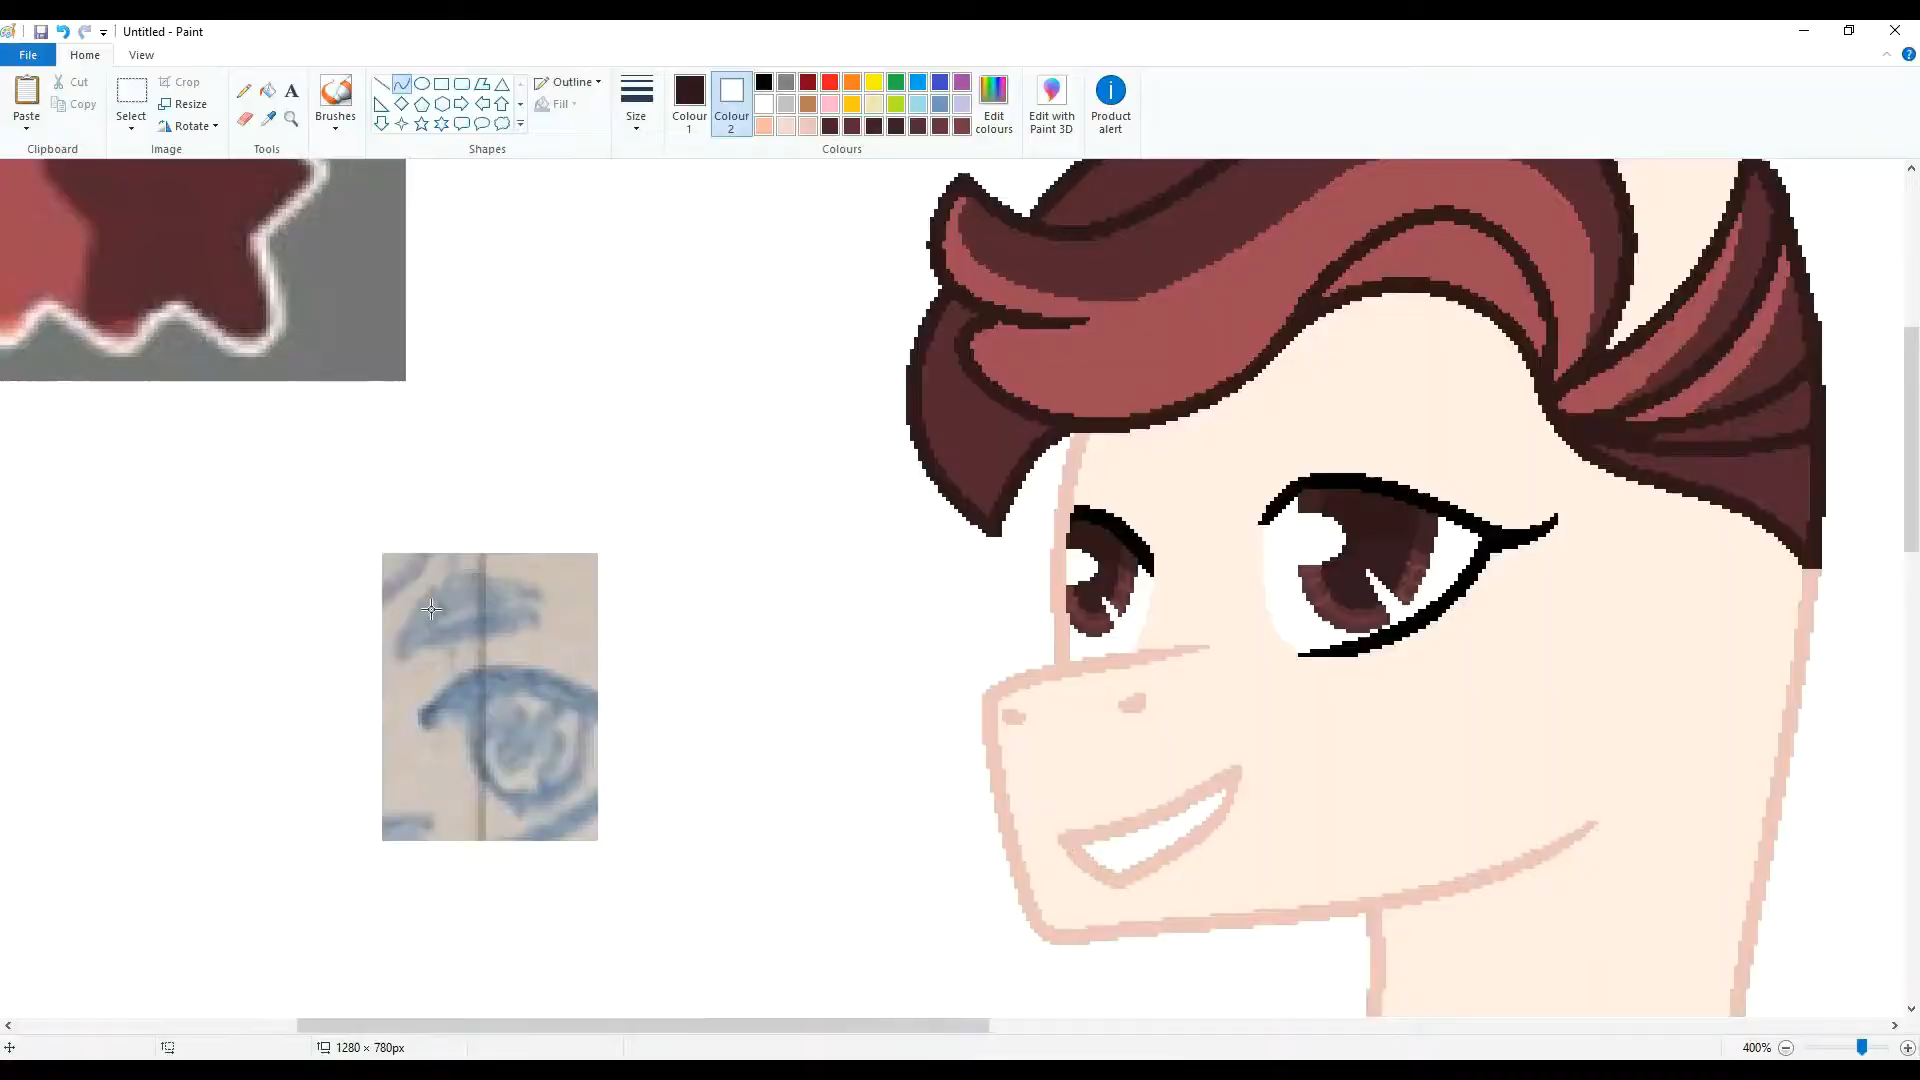 Untitled - Paint
File
Home
View
Paste
Cut
Copy
Clipboard
Select
Crop
Resize
Rotate
Image
A
Tools
Brushes
Shapes
Outline
Fill
Size
Colour 1
Colour 2
Colours
Edit colours
Edit with Paint 3D
Product alert
1280 × 780px
400%